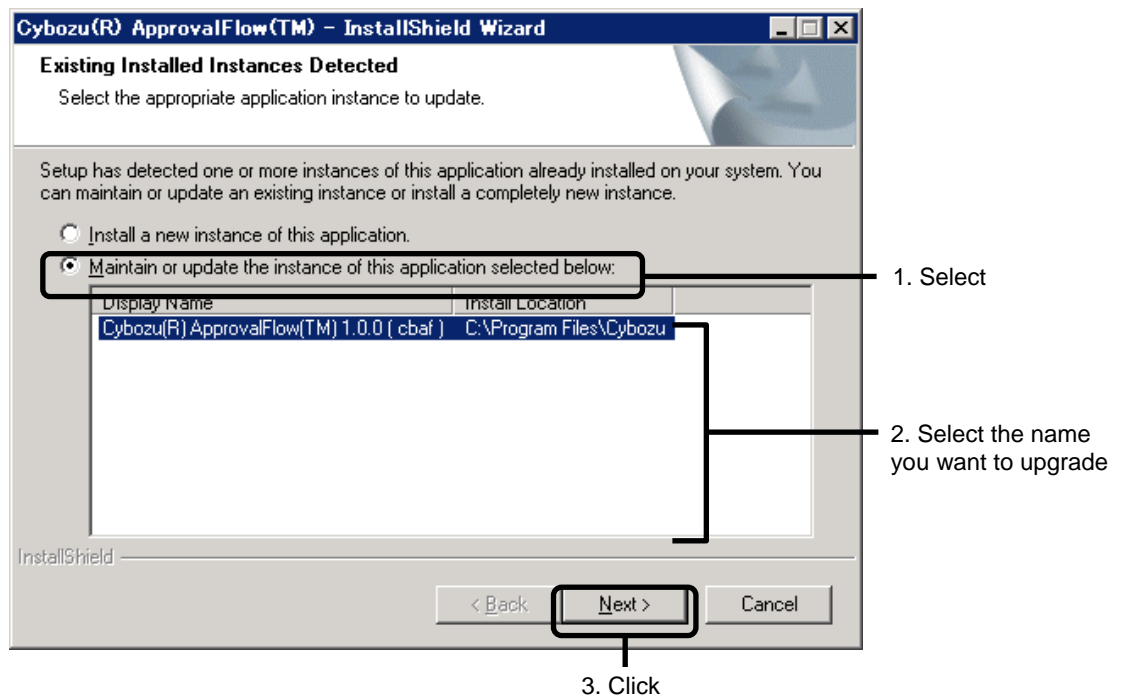 Cybozu(R) ApprovalFlow(TM) - InstallShield Wizard
Existing Installed Instances Detected
Select the appropriate application instance to update.
Setup has detected one or more instances of this application already installed on your system. You
can maintain or update an existing instance or install a completely new instance.
Install a new instance of this application.
Maintain or update the instance of this application selected below:
1. Select
Display Name Install Location
Cybozu(R) ApprovalFlow(TM) 1.0.0 ( cbaf ) C:\Program Files\Cybozu
2. Select the name
you want to upgrade
InstallShield
< Back Next > Cancel
3. Click